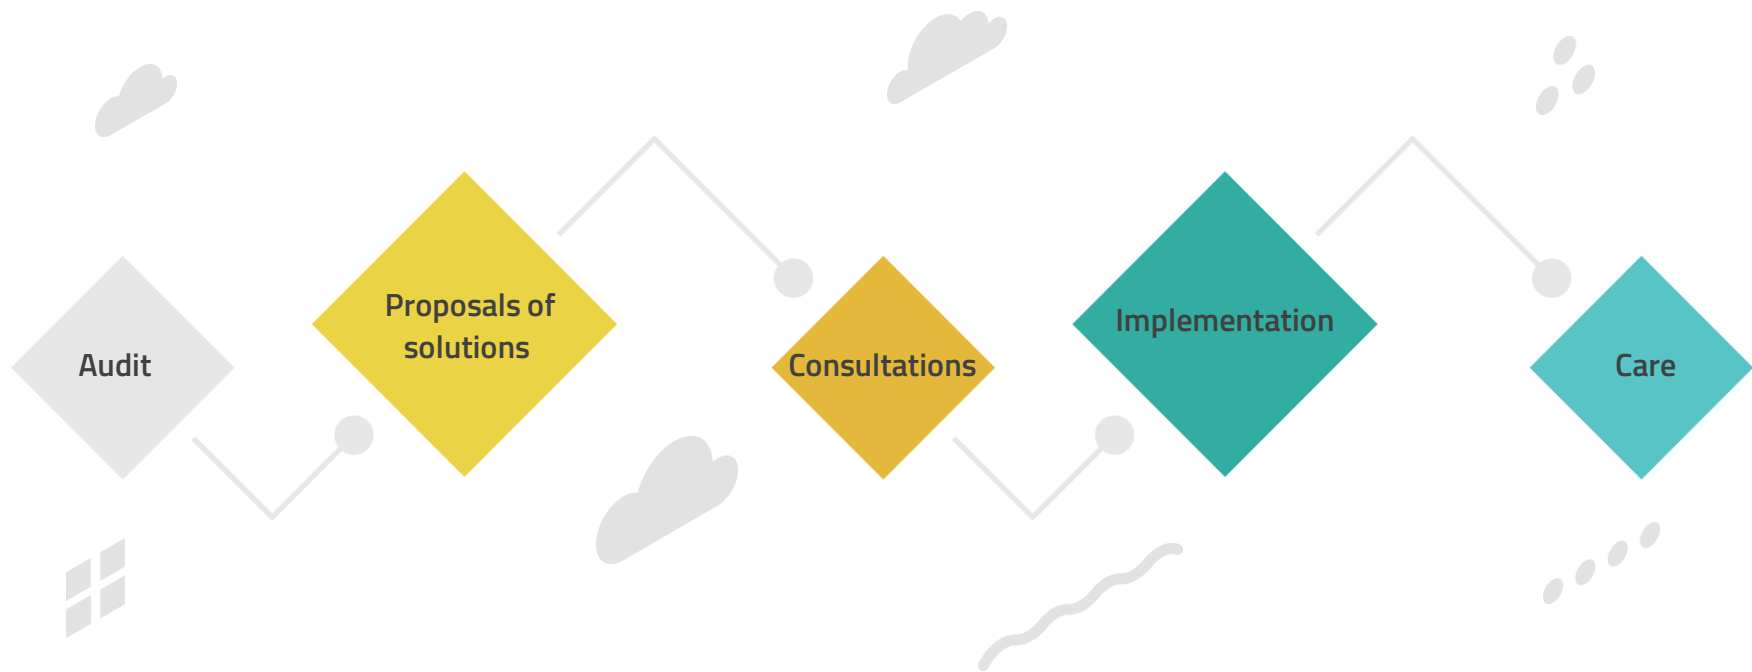 Audit
Proposals of
solutions
Consultations
Implementation
Care